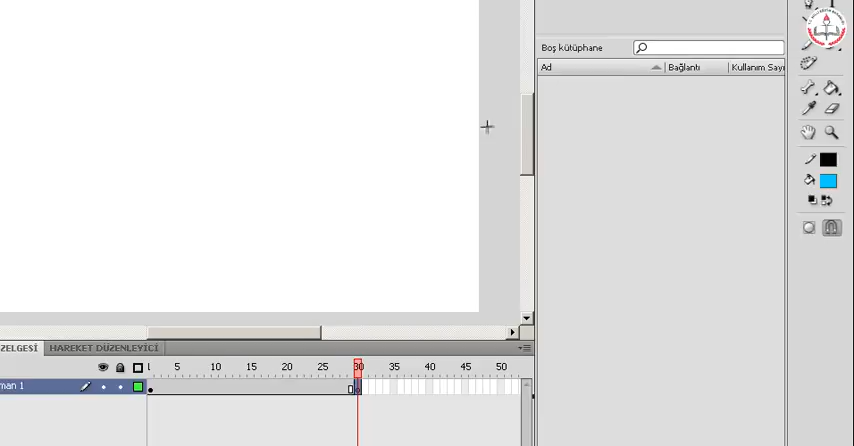 Boş kütüphane
Ad Bağlantı Kullanım Sayı
ZELGESİ HAREKET DÜZENLEYİCİ
1 5 10 15 20 25 30 35 40 45 50
man 1